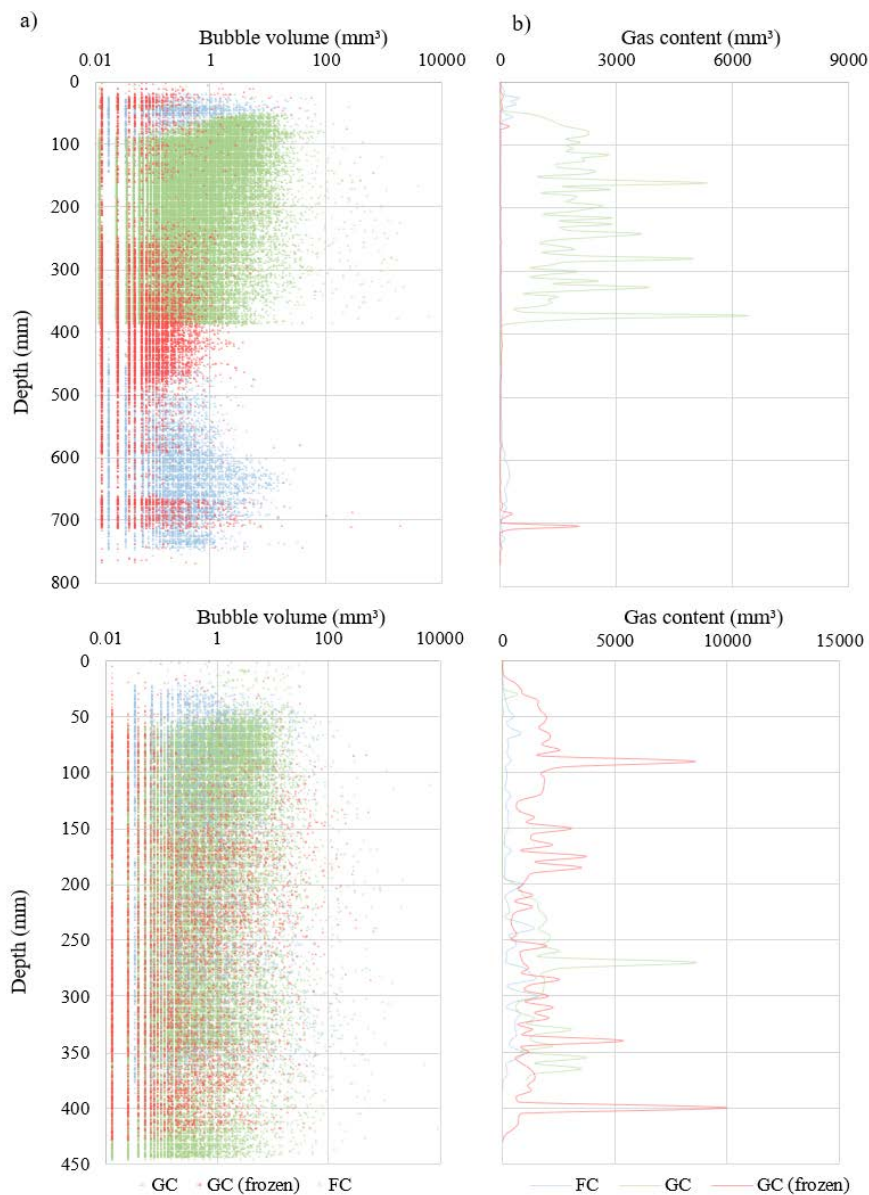 a)
b)
Bubble volume (mm³)
Gas content (mm³)
0.01 1 100 10000
0 3000 6000 9000
0
100
200
300
400
500
600
700
800
Depth (mm)
Bubble volume (mm³)
Gas content (mm³)
0.01 1 100 10000
0 5000 10000 15000
0
50
100
150
200
250
300
350
400
450
Depth (mm)
GC GC (frozen) FC
FC GC GC (frozen)